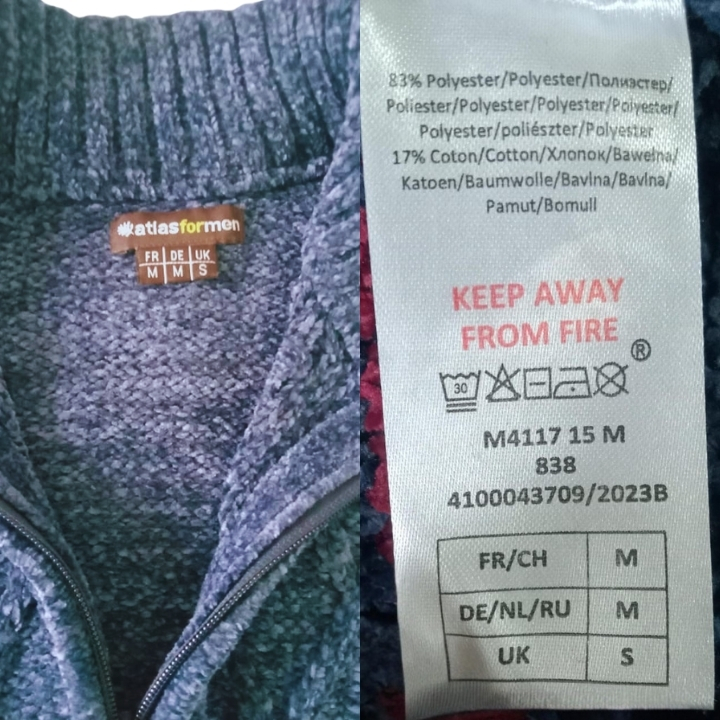 atlasformen
FR DE UK
M M S
83% Polyester/Polyester/Полиэстер/
Poliester/Polyester/Polyester/Polyester/
Polyester/poliészter/Polyester
17% Coton/Cotton/Хлопок/Bawełna/
Katoen/Baumwolle/Bavlna/Bavlna/
Pamut/Bomull
KEEP AWAY
FROM FIRE
®
30
M4117 15 M
838
4100043709/2023B
FR/CH M
DE/NL/RU M
UK S